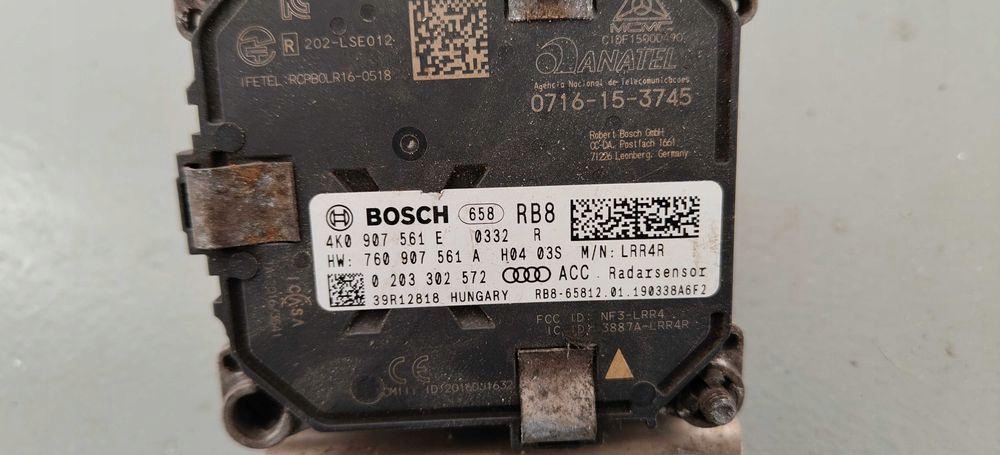 202-LSE012
R
IFETEL:RCPBOLR16-0518
ANATEL
Agência Nacional de Telecomunicações
0716-15-3745
Robert Bosch GmbH
CC-DA, Postfach 1661
71226 Leonberg, Germany
BOSCH 658 RB8
4K0 907 561 E 0332 R
HW: 760 907 561 A H04 03S M/N: LRR4R
0 203 302 572 ACC Radarsensor
39R12818 HUNGARY RB8-65812.01.190338A6F2
FCC ID: NF3-LRR4
IC ID: 3887A-LRR4R
ICASA
CE